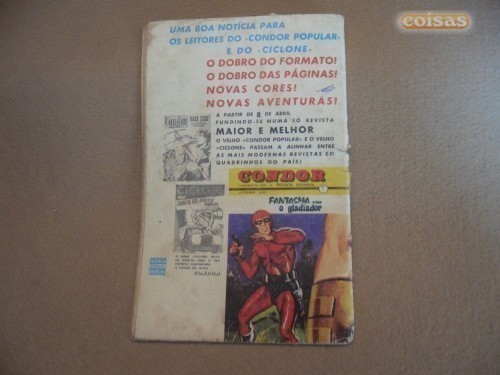 coisas
UMA BOA NOTÍCIA PARA
OS LEITORES DO «CONDOR POPULAR»
E DO «CICLONE»
O DOBRO DO FORMATO!
O DOBRO DAS PÁGINAS!
NOVAS CORES!
NOVAS AVENTURAS!
A PARTIR DE 8 DE ABRIL
FUNDINDO-SE NUMA SÓ REVISTA
MAIOR E MELHOR
O VELHO «CONDOR POPULAR» E O VELHO
«CICLONE» PASSAM A ALINHAR ENTRE
AS MAIS MODERNAS REVISTAS EM
QUADRINHOS DO PAÍS!
Condor
CICLONE
CONDOR
FANTASMA...
o gladiador